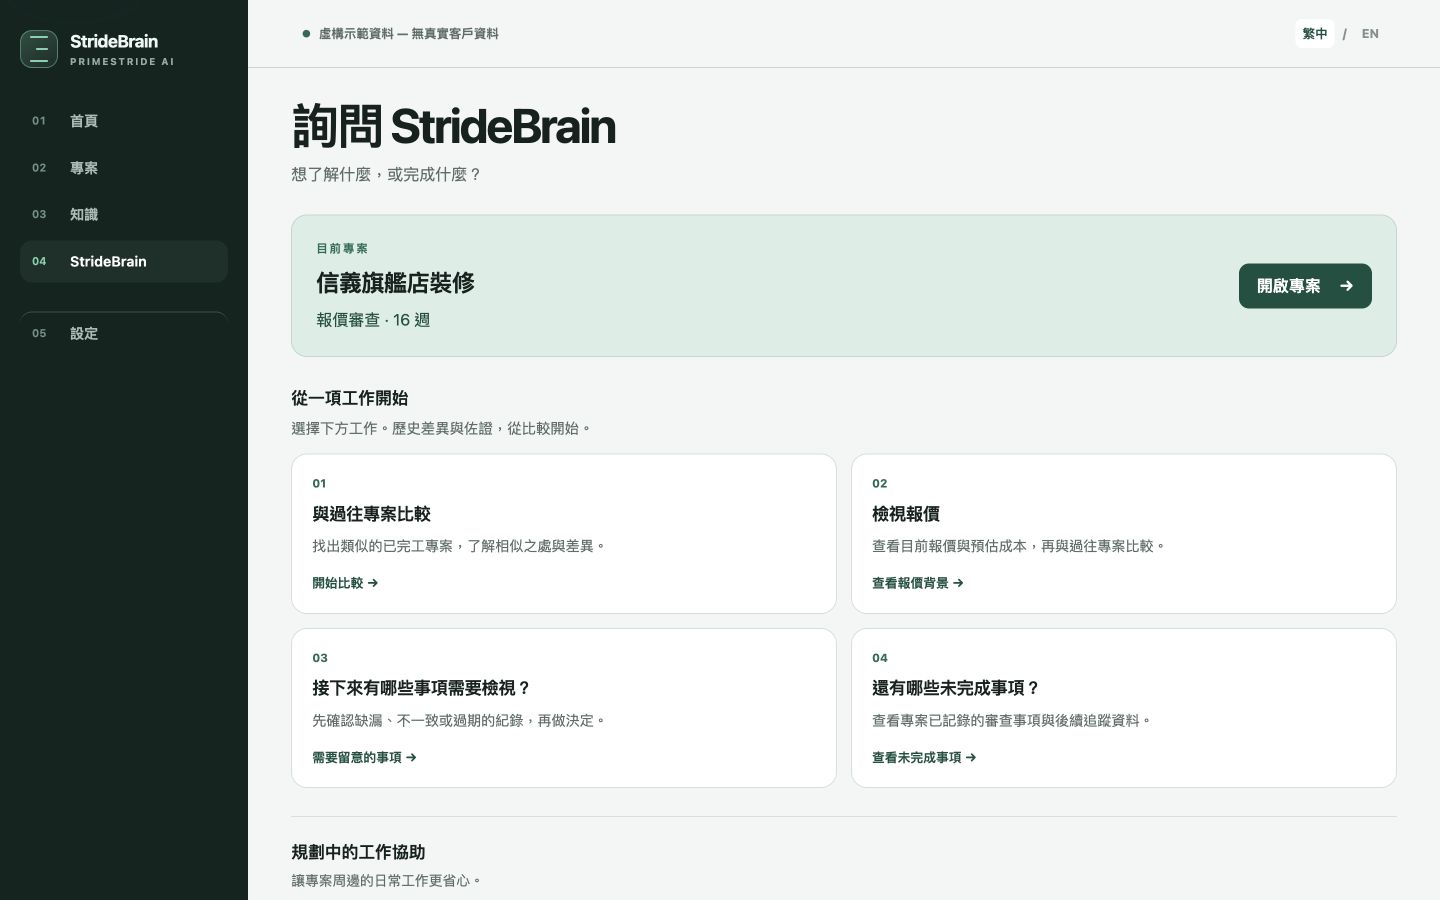 StrideBrain
PRIMESTRIDE AI
01 首頁
02 專案
03 知識
04 StrideBrain
05 設定
虛構示範資料 — 無真實客戶資料
繁中 / EN
詢問 StrideBrain
想了解什麼，或完成什麼？
目前專案
信義旗艦店裝修
報價審查 · 16 週
開啟專案 →
從一項工作開始
選擇下方工作。歷史差異與佐證，從比較開始。
01
與過往專案比較
找出類似的已完工專案，了解相似之處與差異。
開始比較 →
02
檢視報價
查看目前報價與預估成本，再與過往專案比較。
查看報價背景 →
03
接下來有哪些事項需要檢視？
先確認缺漏、不一致或過期的紀錄，再做決定。
需要留意的事項 →
04
還有哪些未完成事項？
查看專案已記錄的審查事項與後續追蹤資料。
查看未完成事項 →
規劃中的工作協助
讓專案周邊的日常工作更省心。